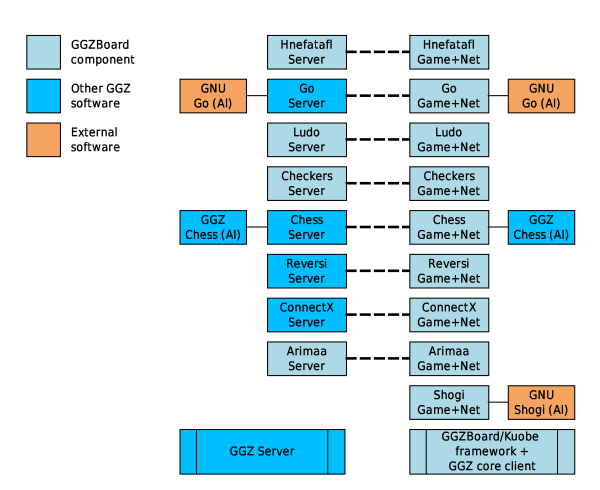 GGZBoard
component
Other GGZ
software
External
software
Hnefatafl
Server
Hnefatafl
Game+Net
GNU
Go (AI)
Go
Server
Go
Game+Net
GNU
Go (AI)
Ludo
Server
Ludo
Game+Net
Checkers
Server
Checkers
Game+Net
GGZ
Chess (AI)
Chess
Server
Chess
Game+Net
GGZ
Chess (AI)
Reversi
Server
Reversi
Game+Net
ConnectX
Server
ConnectX
Game+Net
Arimaa
Server
Arimaa
Game+Net
Shogi
Game+Net
GNU
Shogi (AI)
GGZ Server
GGZBoard/Kuobe
framework +
GGZ core client